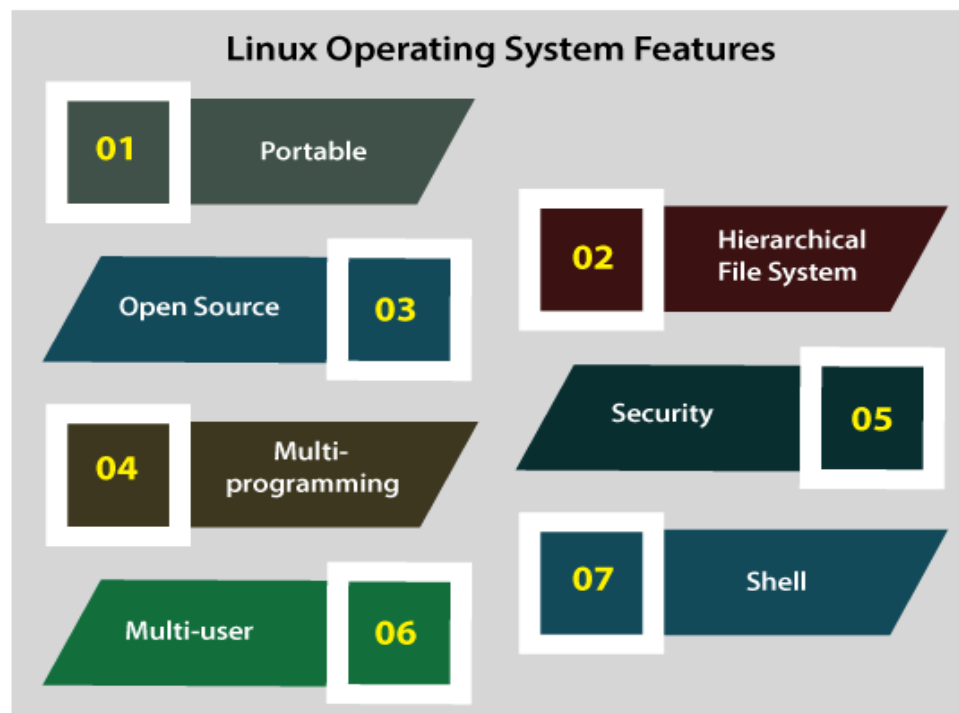 Linux Operating System Features
01
Portable
02
Hierarchical
File System
Open Source
03
04
Multi-
programming
Security
05
Multi-user
06
07
Shell